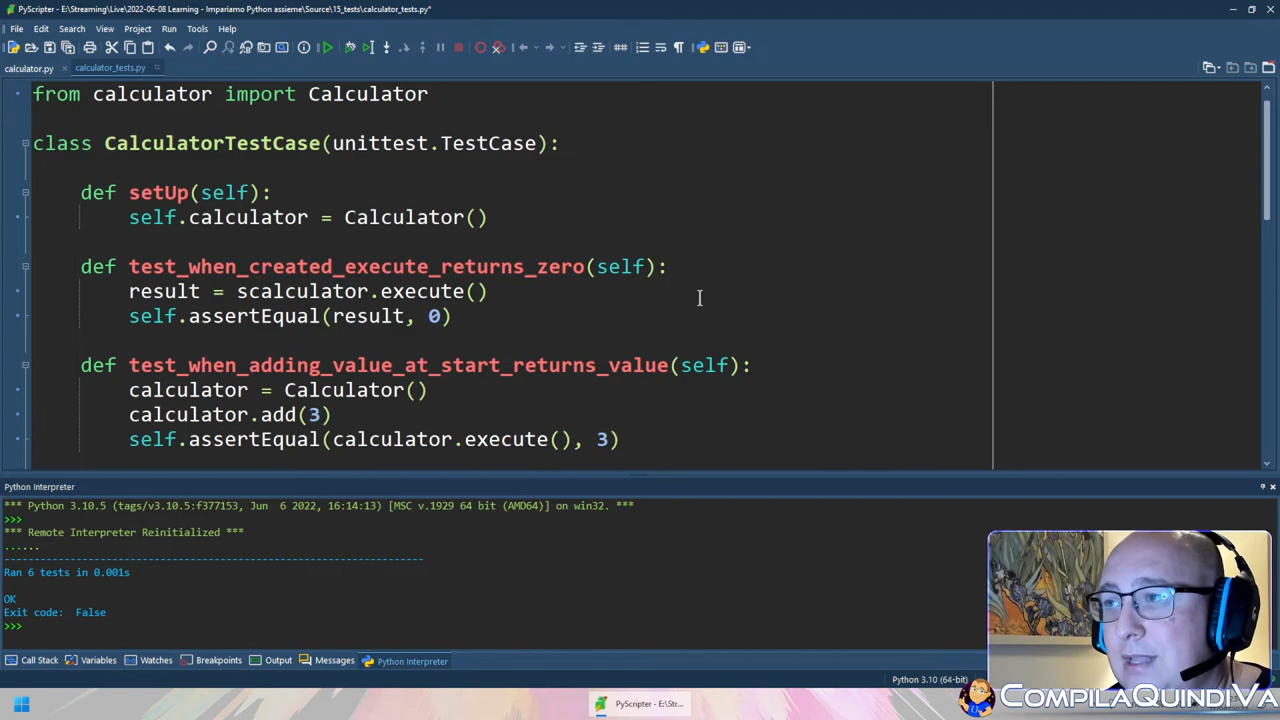 PyScripter - E:\Streaming\Live\2022-06-08 Learning - Impariamo Python assieme\Source\15_tests\calculator_tests.py*
File Edit Search View Project Run Tools Help
calculator.py calculator_tests.py
from calculator import Calculator
class CalculatorTestCase(unittest.TestCase):
def setUp(self):
self.calculator = Calculator()
def test_when_created_execute_returns_zero(self):
result = scalculator.execute()
self.assertEqual(result, 0)
def test_when_adding_value_at_start_returns_value(self):
calculator = Calculator()
calculator.add(3)
self.assertEqual(calculator.execute(), 3)
Python Interpreter
*** Python 3.10.5 (tags/v3.10.5:f377153, Jun  6 2022, 16:14:13) [MSC v.1929 64 bit (AMD64)] on win32. ***
>>>
*** Remote Interpreter Reinitialized ***
......
----------------------------------------------------------------------
Ran 6 tests in 0.001s
OK
Exit code:  False
>>>
Call Stack Variables Watches Breakpoints Output Messages Python Interpreter
Python 3.10 (64-bit)
PyScripter - E:\Stre...
CompilaQuindiVa